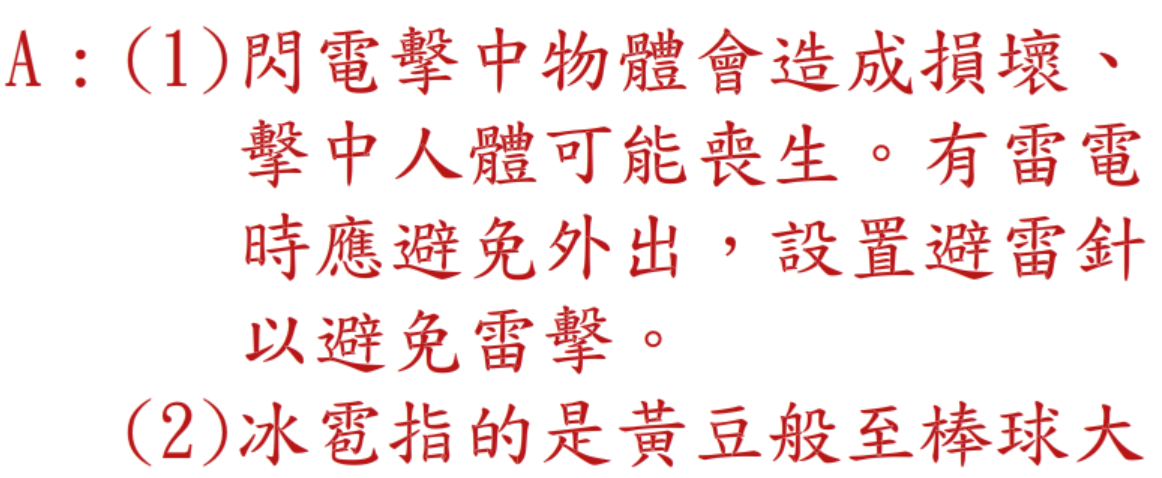 A：(1)閃電擊中物體會造成損壞、
擊中人體可能喪生。有雷電
時應避免外出，設置避雷針
以避免雷擊。
(2)冰雹指的是黃豆般至棒球大